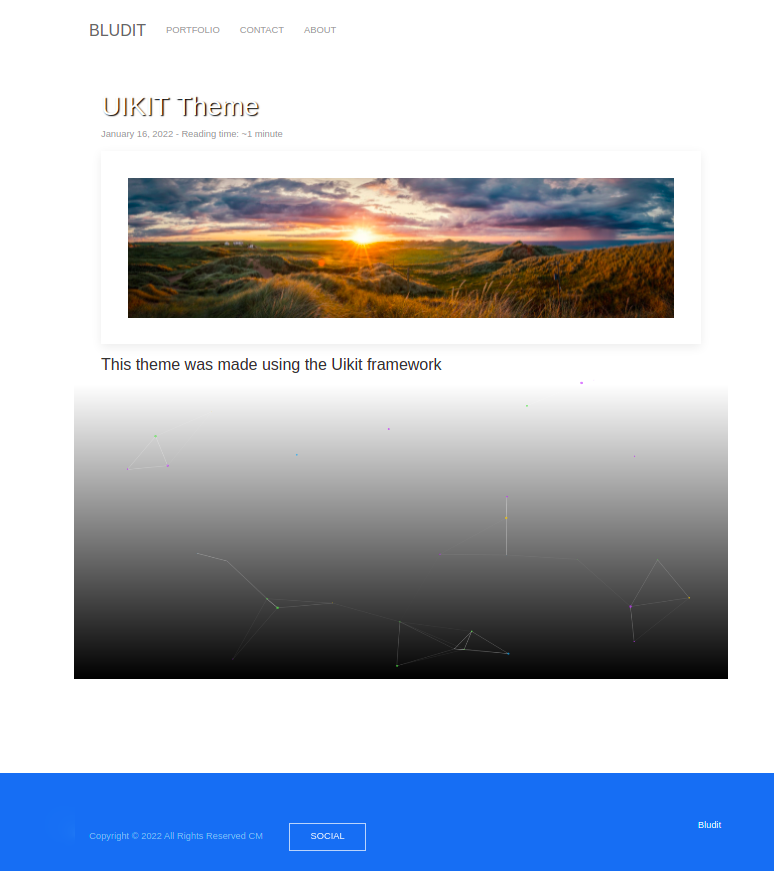 BLUDIT PORTFOLIO CONTACT ABOUT
UIKIT Theme
January 16, 2022 - Reading time: ~1 minute
This theme was made using the Uikit framework
Copyright © 2022 All Rights Reserved CM
SOCIAL
Bludit